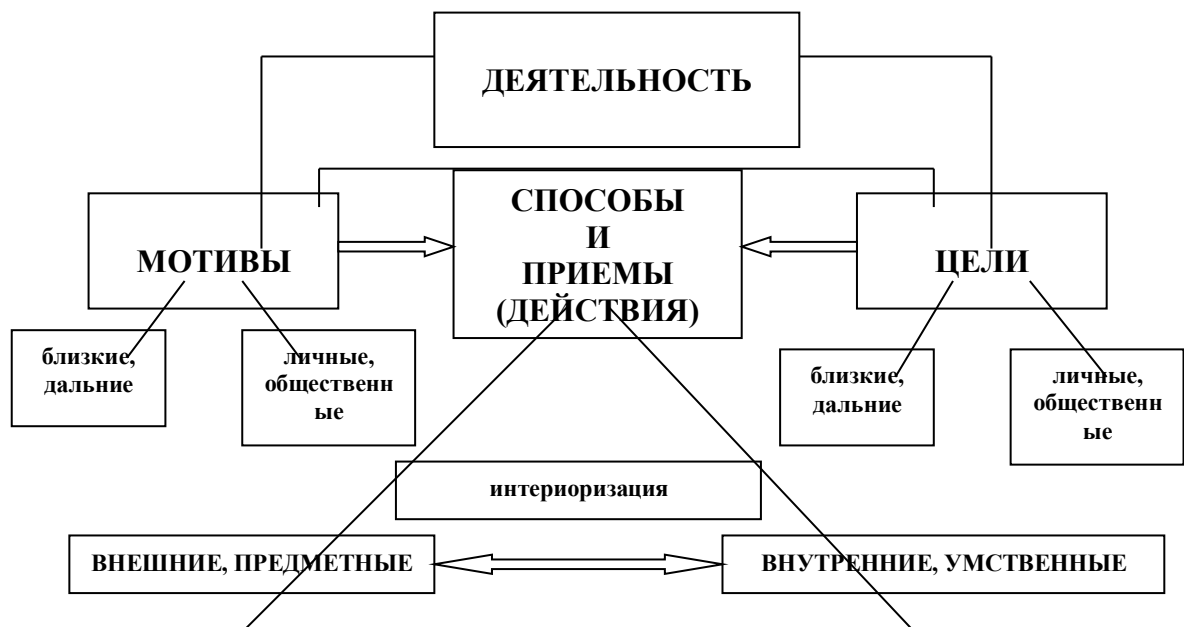 ДЕЯТЕЛЬНОСТЬ
МОТИВЫ
СПОСОБЫ
И
ПРИЕМЫ
(ДЕЙСТВИЯ)
ЦЕЛИ
близкие,
дальние
личные,
общественн
ые
близкие,
дальние
личные,
общественн
ые
интериоризация
ВНЕШНИЕ, ПРЕДМЕТНЫЕ
ВНУТРЕННИЕ, УМСТВЕННЫЕ